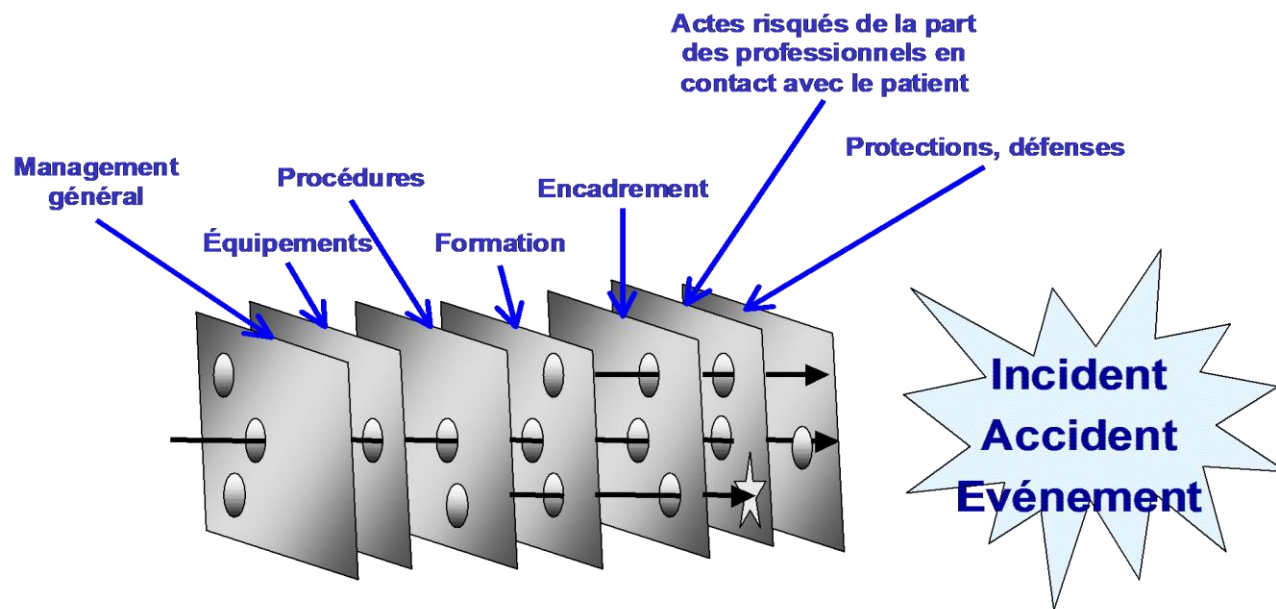 Actes risqués de la part
des professionnels en
contact avec le patient
Protections, défenses
Management
général
Procédures
Encadrement
Équipements
Formation
Incident
Accident
Evénement